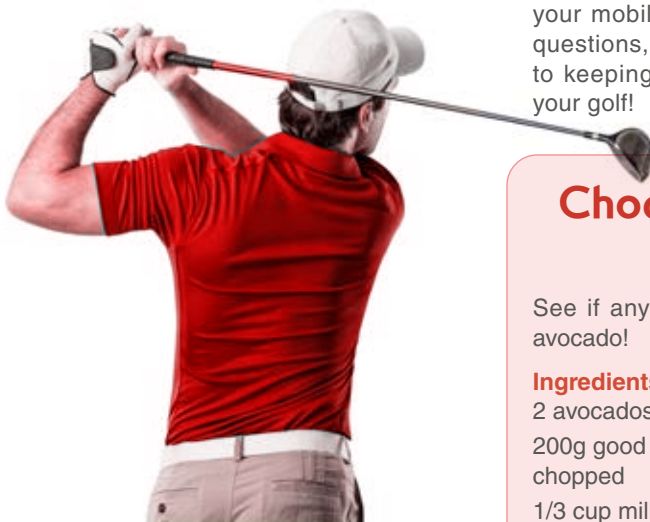 your mobil
questions,
to keeping
your golf!
Choc
See if any
avocado!
Ingredients
2 avocados
200g good
chopped
1/3 cup mil